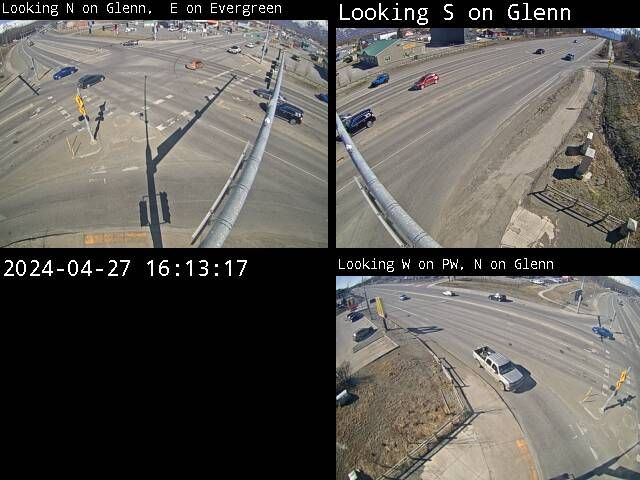 Looking N on Glenn, E on Evergreen
Looking S on Glenn
2024-04-27 16:13:17
Looking W on PW, N on Glenn